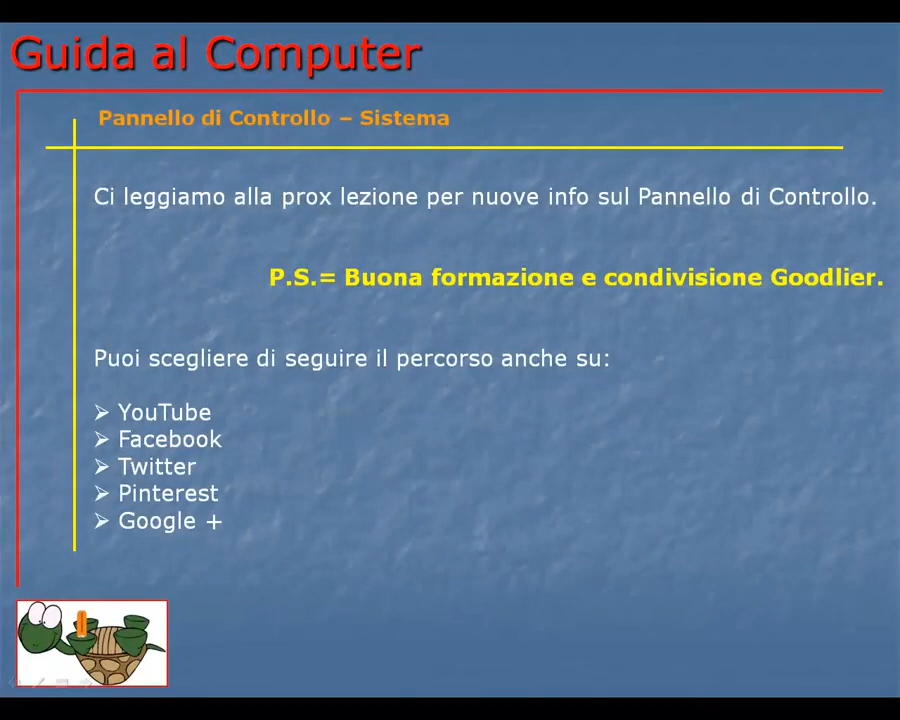 Guida al Computer
Pannello di Controllo – Sistema
Ci leggiamo alla prox lezione per nuove info sul Pannello di Controllo.
P.S.= Buona formazione e condivisione Goodlier.
Puoi scegliere di seguire il percorso anche su:
➢ YouTube
➢ Facebook
➢ Twitter
➢ Pinterest
➢ Google +